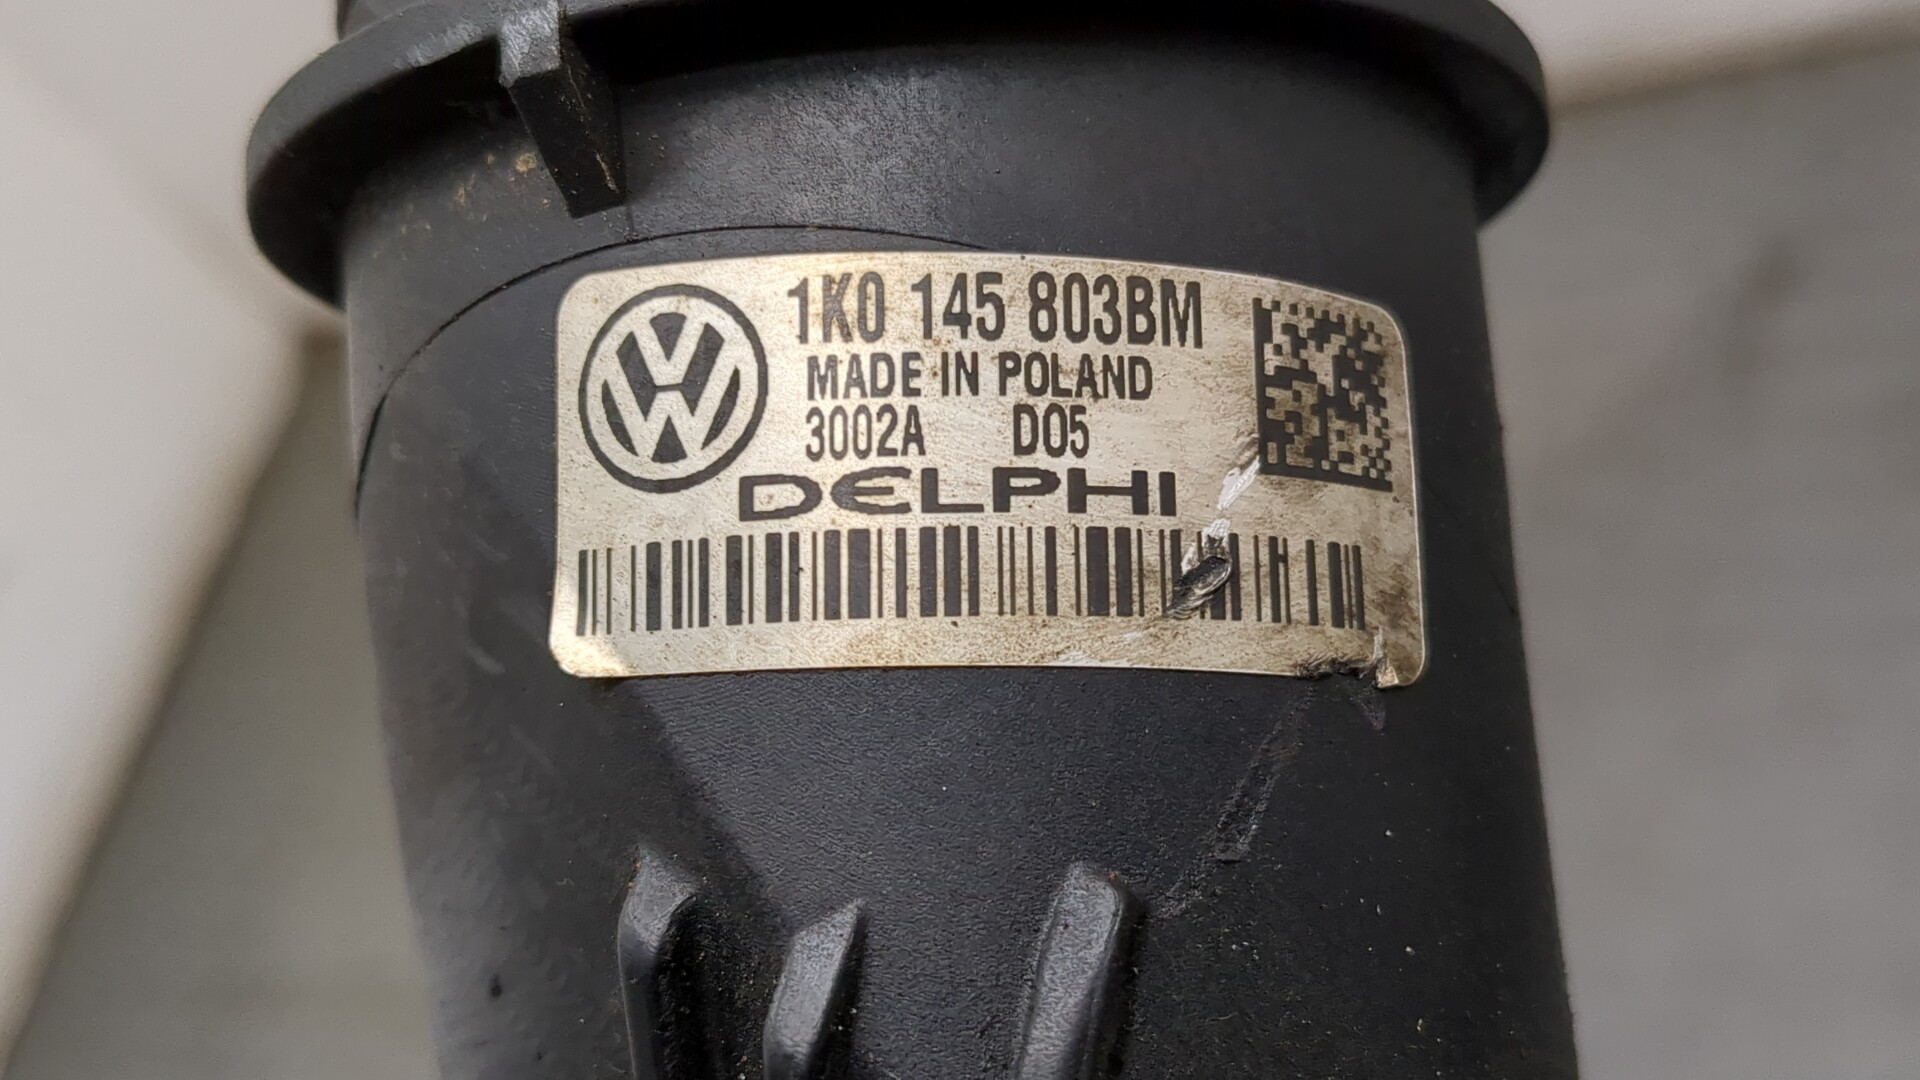 1K0 145 803BM
MADE IN POLAND
3002A D05
DELPHI